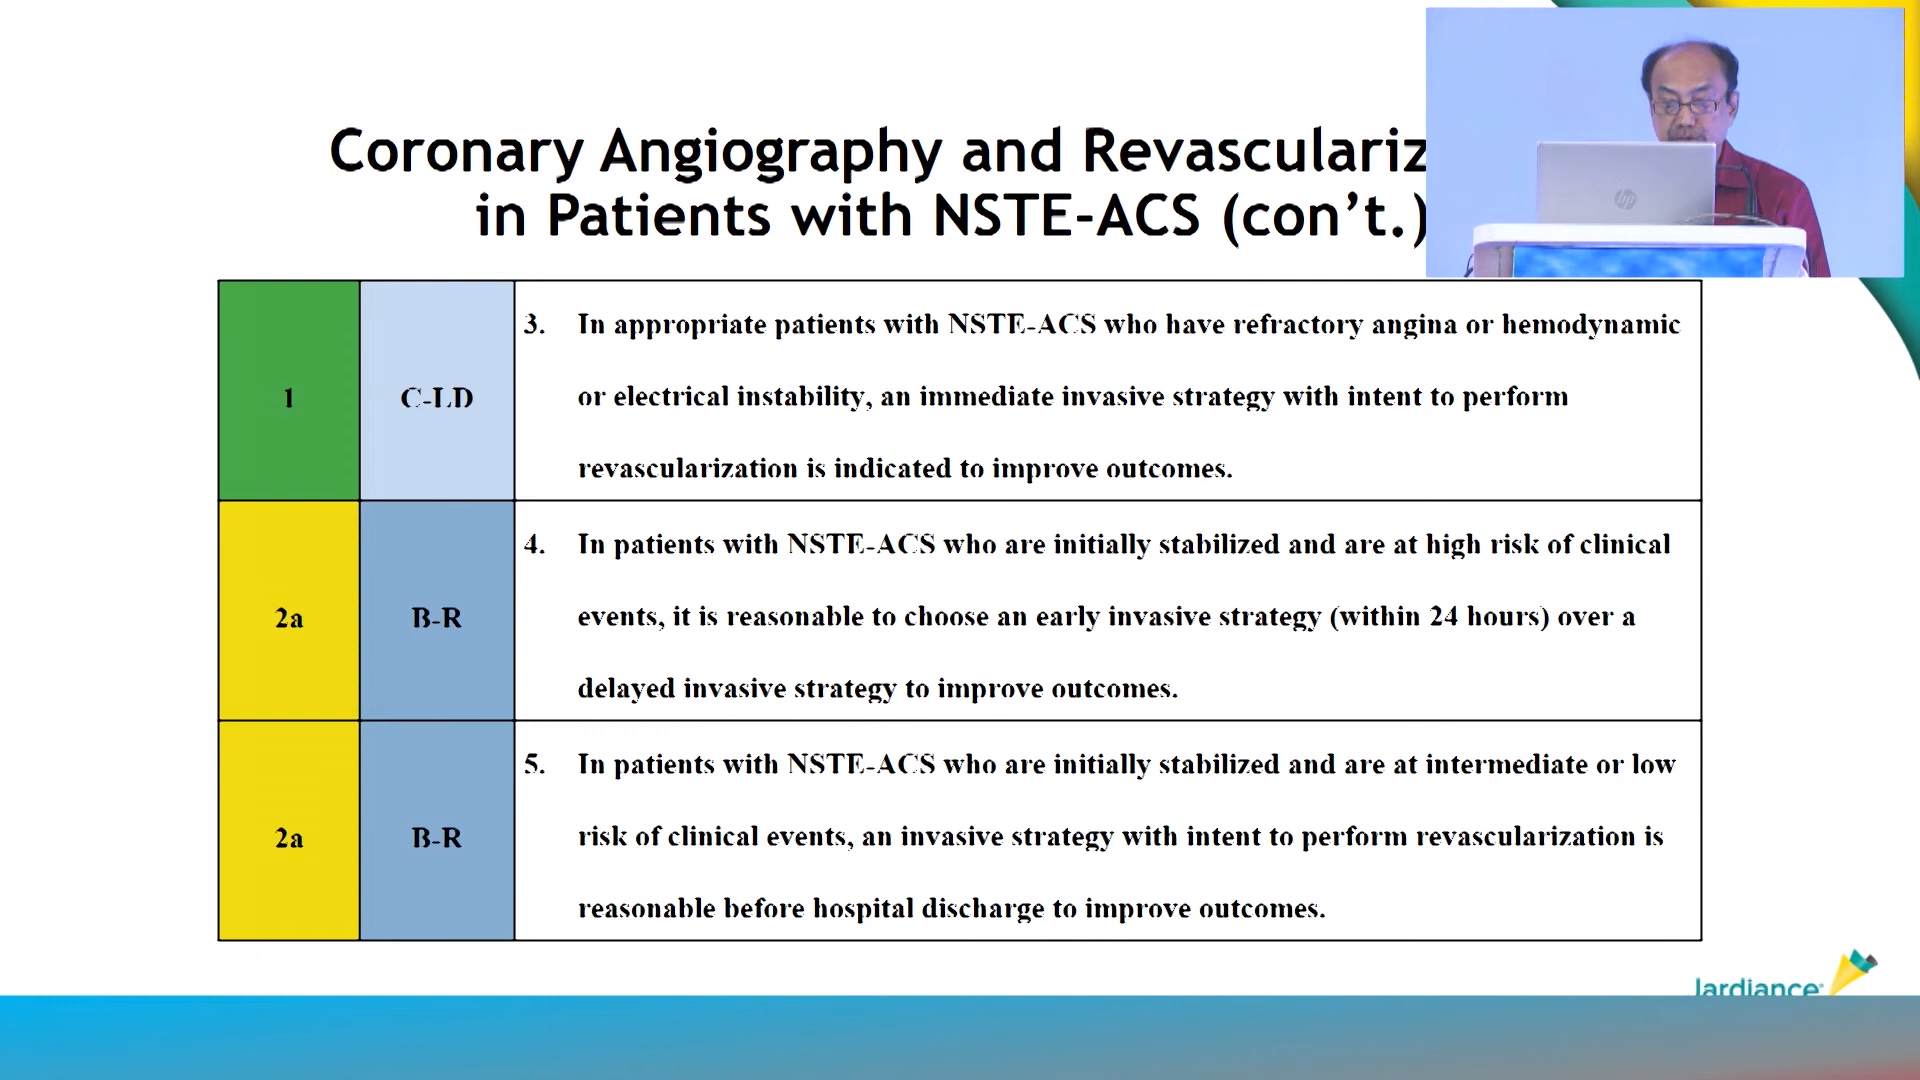 Coronary Angiography and Revasculariz
in Patients with NSTE-ACS (con’t.)
1
C-LD
3. In appropriate patients with NSTE-ACS who have refractory angina or hemodynamic
or electrical instability, an immediate invasive strategy with intent to perform
revascularization is indicated to improve outcomes.
2a
B-R
4. In patients with NSTE-ACS who are initially stabilized and are at high risk of clinical
events, it is reasonable to choose an early invasive strategy (within 24 hours) over a
delayed invasive strategy to improve outcomes.
2a
B-R
5. In patients with NSTE-ACS who are initially stabilized and are at intermediate or low
risk of clinical events, an invasive strategy with intent to perform revascularization is
reasonable before hospital discharge to improve outcomes.
Jardiance®
hp